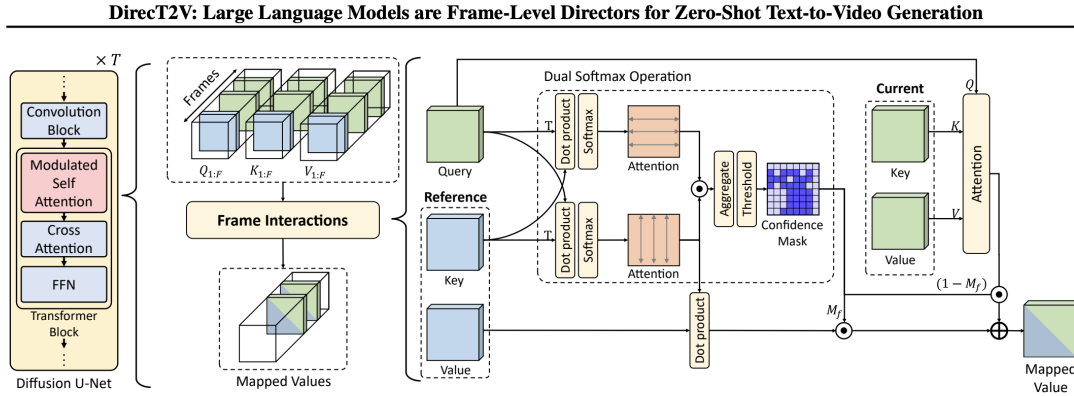 DirecT2V: Large Language Models are Frame-Level Directors for Zero-Shot Text-to-Video Generation
× T
Convolution
Block
Modulated
Self
Attention
Cross
Attention
FFN
Transformer
Block
Diffusion U-Net
Frames
Q1:F
K1:F
V1:F
Frame Interactions
Mapped Values
Query
Reference
Key
Value
Dual Softmax Operation
T
Dot product
Softmax
Attention
T
Dot product
Softmax
Attention
Aggregate
Threshold
Confidence
Mask
Dot product
Mf
Current
Key
Value
Q
K
V
Attention
(1 − Mf)
Mapped
Value